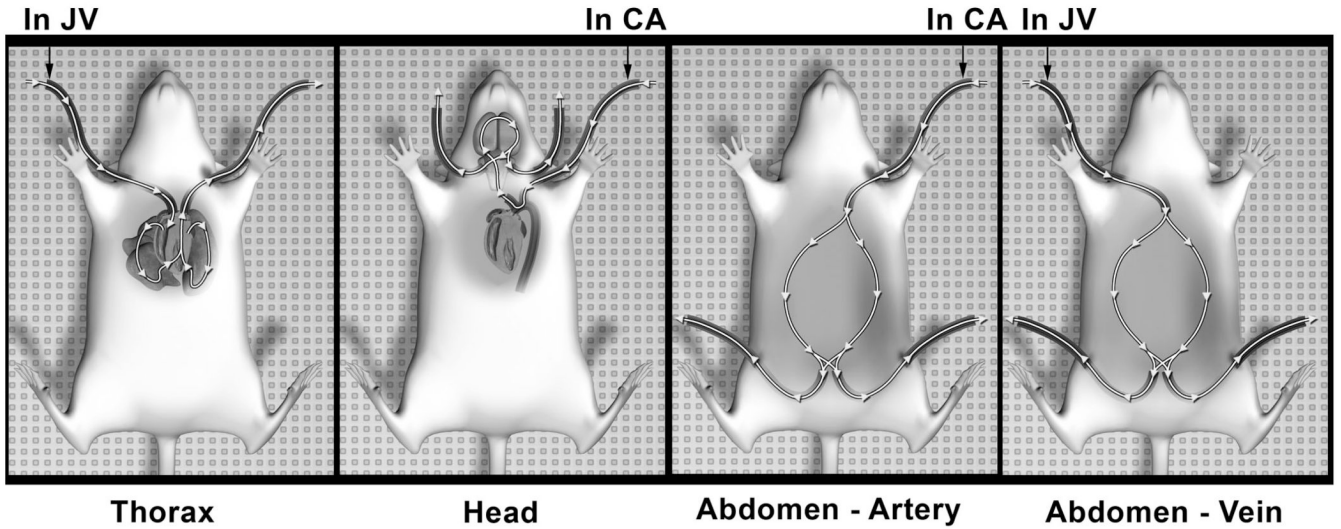 In JV
In CA
In CA
In JV
Thorax
Head
Abdomen - Artery
Abdomen - Vein